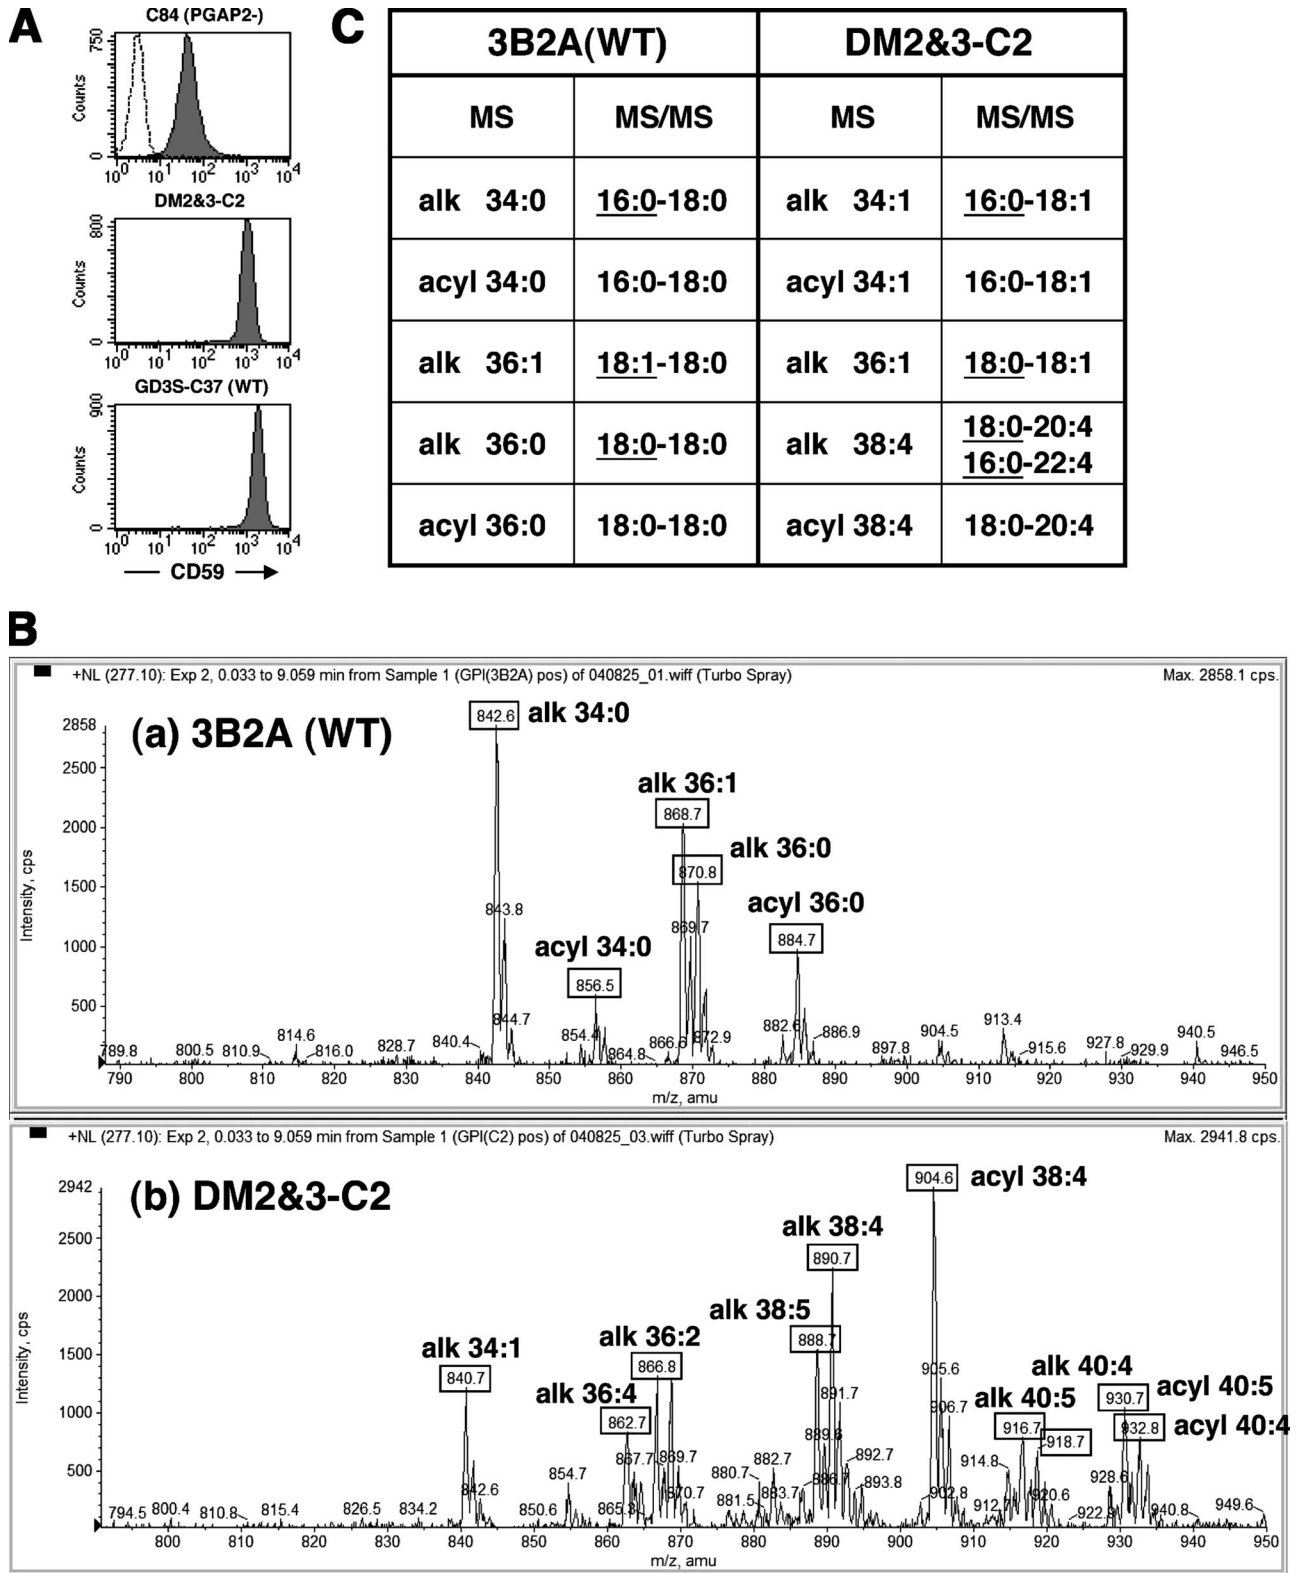 A
C84 (PGAP2-)
750
Counts
0
10^0 10^1 10^2 10^3 10^4
DM2&3-C2
800
Counts
0
10^0 10^1 10^2 10^3 10^4
GD3S-C37 (WT)
900
Counts
0
10^0 10^1 10^2 10^3 10^4
CD59
C
3B2A(WT) DM2&3-C2
MS MS/MS MS MS/MS
alk 34:0 16:0-18:0 alk 34:1 16:0-18:1
acyl 34:0 16:0-18:0 acyl 34:1 16:0-18:1
alk 36:1 18:1-18:0 alk 36:1 18:0-18:1
alk 36:0 18:0-18:0 alk 38:4 18:0-20:4
16:0-22:4
acyl 36:0 18:0-18:0 acyl 38:4 18:0-20:4
B
+NL (277.10): Exp 2, 0.033 to 9.059 min from Sample 1 (GPI(3B2A) pos) of 040825_01.wiff (Turbo Spray) Max. 2858.1 cps.
(a) 3B2A (WT)
842.6 alk 34:0
alk 36:1
868.7
alk 36:0
870.8
acyl 36:0
884.7
acyl 34:0
856.5
843.8
869.7
844.7
854.4
864.8
866.6
872.9
882.6
886.9
897.8
904.5
913.4
915.6
927.8
929.9
940.5
946.5
789.8
800.5
810.9
814.6
816.0
828.7
840.4
2858
2500
2000
1500
1000
500
Intensity, cps
790 800 810 820 830 840 850 860 870 880 890 900 910 920 930 940 950
m/z, amu
+NL (277.10): Exp 2, 0.033 to 9.059 min from Sample 1 (GPI(C2) pos) of 040825_03.wiff (Turbo Spray) Max. 2941.8 cps.
(b) DM2&3-C2
904.6 acyl 38:4
alk 38:4
890.7
alk 38:5
888.7
alk 36:2
866.8
alk 34:1
840.7
alk 36:4
862.7
alk 40:4
930.7
acyl 40:5
932.8
acyl 40:4
alk 40:5
916.7
918.7
905.6
906.7
891.7
889.6
892.7
893.8
886.7
883.7
882.7
881.5
880.7
870.7
869.7
867.7
865.3
854.7
850.6
842.6
834.2
826.5
815.4
810.8
800.4
794.5
902.8
912.7
914.8
920.6
928.6
940.8
949.6
2942
2500
2000
1500
1000
500
Intensity, cps
800 810 820 830 840 850 860 870 880 890 900 910 920 930 940 950
m/z, amu